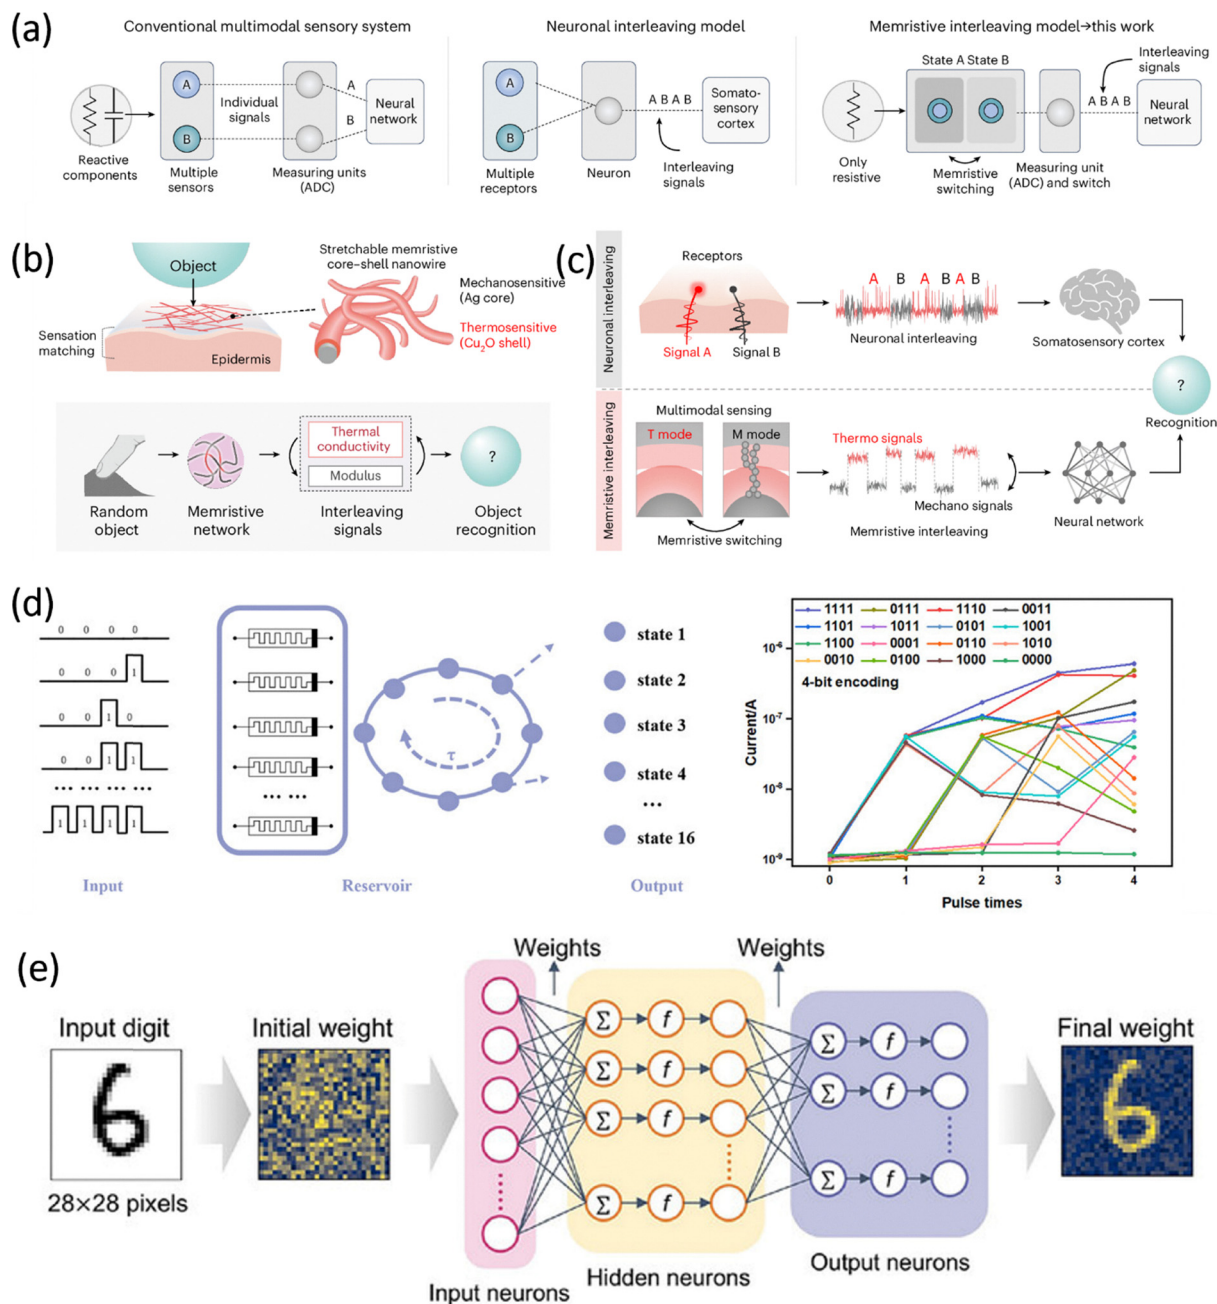 (a)
Conventional multimodal sensory system
Reactive
components
A
B
Multiple
sensors
Individual
signals
Measuring units
(ADC)
A
B
Neural
network
Neuronal interleaving model
A
B
Multiple
receptors
Neuron
A B A B
Interleaving
signals
Somato-
sensory
cortex
Memristive interleaving model→this work
Only
resistive
State A State B
Memristive
switching
Measuring unit
(ADC) and switch
Interleaving
signals
A B A B
Neural
network
(b)
Object
Sensation
matching
Epidermis
Stretchable memristive
core–shell nanowire
Mechanosensitive
(Ag core)
Thermosensitive
(Cu₂O shell)
Random
object
Memristive
network
Thermal
conductivity
Modulus
Interleaving
signals
?
Object
recognition
(c)
Neuronal interleaving
Receptors
Signal A
Signal B
A B A B A B
Neuronal interleaving
Somatosensory cortex
?
Recognition
Memristive interleaving
Multimodal sensing
T mode
M mode
Memristive switching
Thermo signals
Mechano signals
Memristive interleaving
Neural network
(d)
0 0 0 0
0 0 0 1
0 0 1 0
0 0 1 1
... ... ... ...
1 1 1 1
Input
... ...
Reservoir
τ
state 1
state 2
state 3
state 4
...
state 16
Output
1111 0111 1110 0011
1101 1011 0101 1001
1100 0001 0110 1010
0010 0100 1000 0000
4-bit encoding
Current/A
10⁻⁶
10⁻⁷
10⁻⁸
10⁻⁹
0 1 2 3 4
Pulse times
(e)
Input digit
28×28 pixels
Initial weight
Weights
Weights
Input neurons
Σ f
Σ f
Σ f
Σ f
Hidden neurons
Σ f
Σ f
Σ f
Output neurons
Final weight